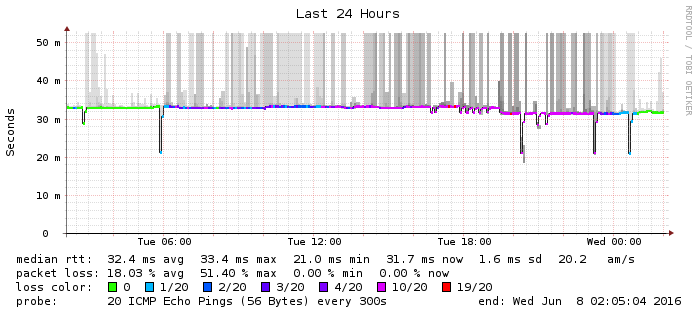 Last 24 Hours
RRDTOOL / TOBI OETIKER
Seconds
50 m
40 m
30 m
20 m
10 m
0
Tue 06:00 Tue 12:00 Tue 18:00 Wed 00:00
median rtt: 32.4 ms avg 33.4 ms max 21.0 ms min 31.7 ms now 1.6 ms sd 20.2 am/s
packet loss: 18.03 % avg 51.40 % max 0.00 % min 0.00 % now
loss color: 0 1/20 2/20 3/20 4/20 10/20 19/20
probe: 20 ICMP Echo Pings (56 Bytes) every 300s end: Wed Jun 8 02:05:04 2016